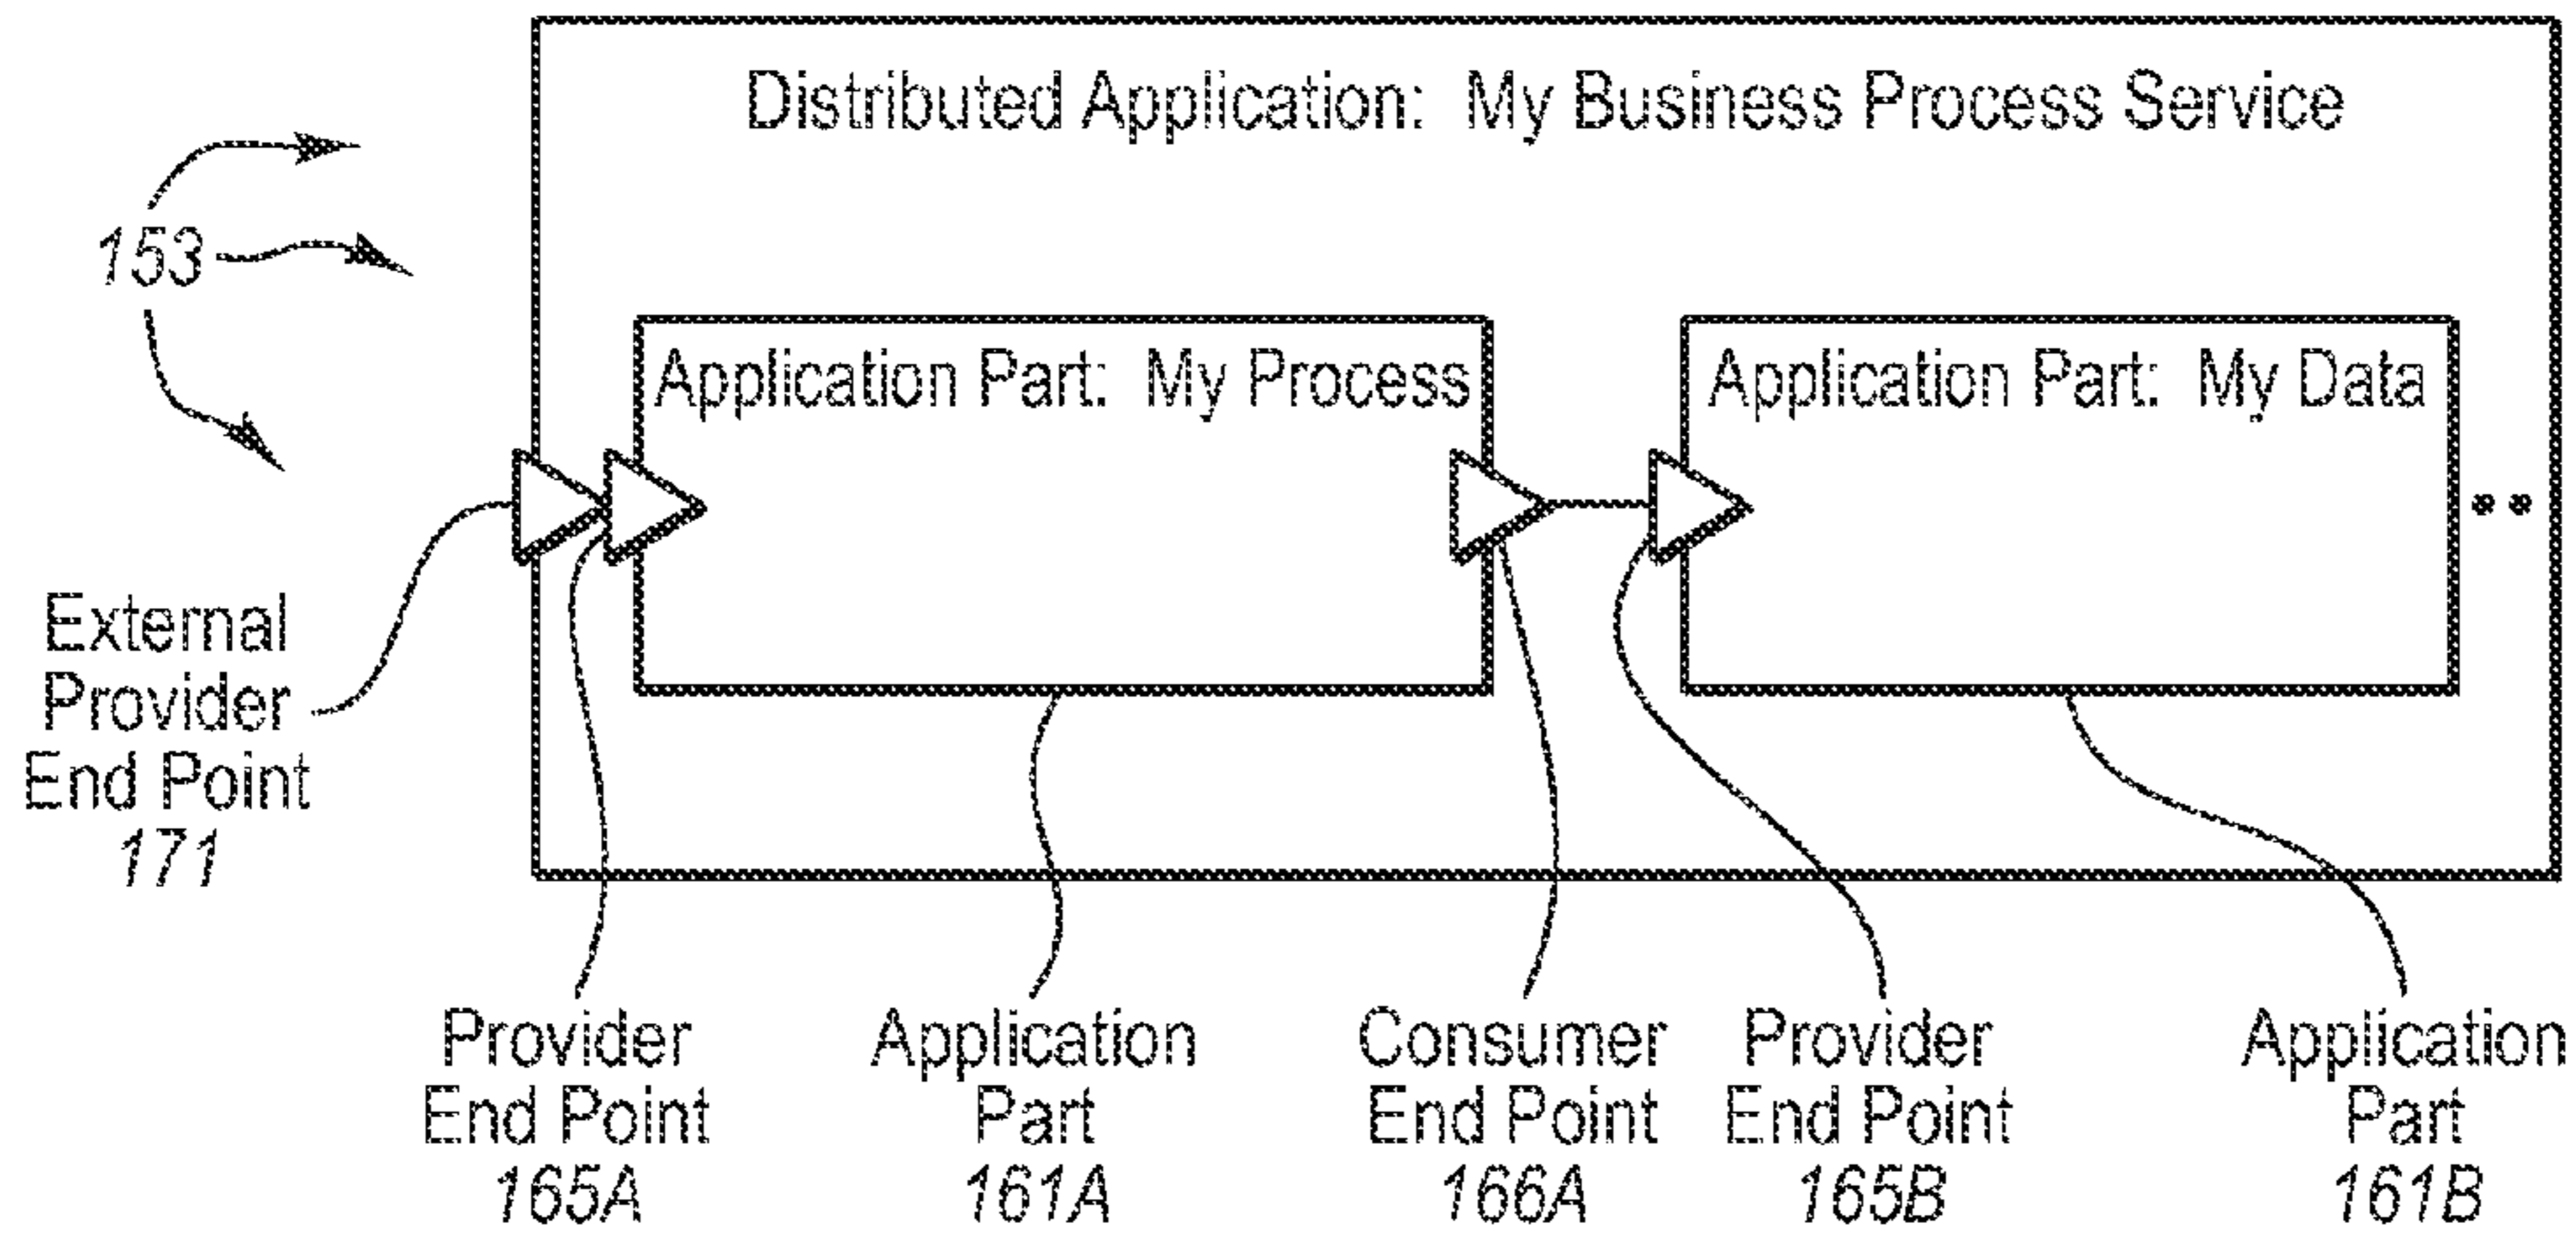 Distributed Application: My Business Process Service
153
Application Part: My Process
Application Part: My Data
External
Provider
End Point
171
Provider
End Point
165A
Application
Part
161A
Consumer
End Point
166A
Provider
End Point
165B
Application
Part
161B